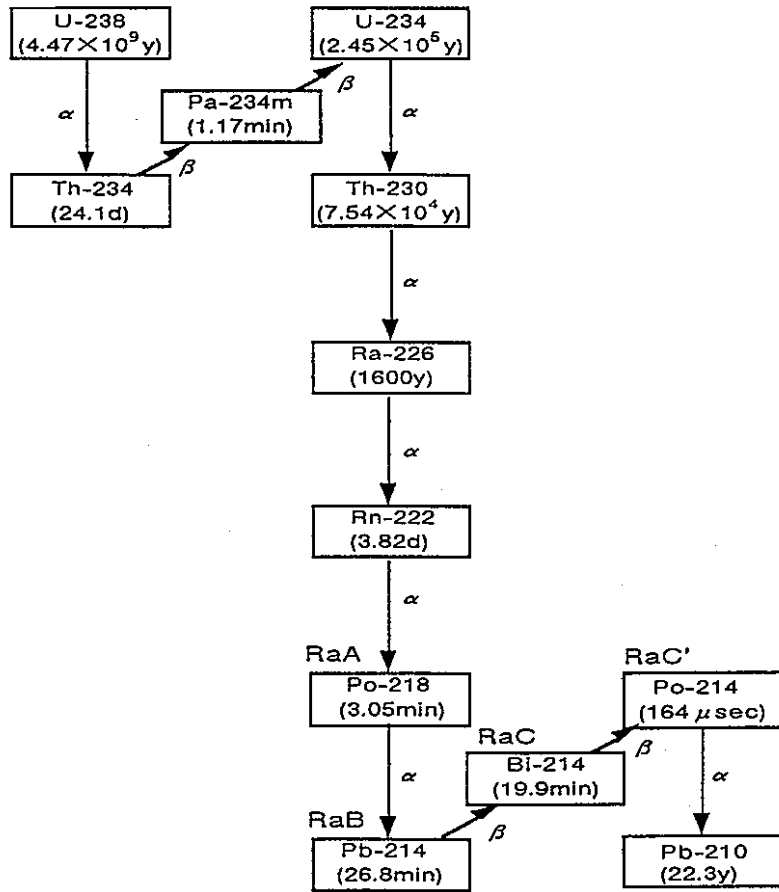 U-238
(4.47×10⁹y)
U-234
(2.45×10⁵y)
β
Pa-234m
(1.17min)
α
α
β
Th-234
(24.1d)
Th-230
(7.54×10⁴y)
α
Ra-226
(1600y)
α
Rn-222
(3.82d)
α
RaA
Po-218
(3.05min)
RaC'
Po-214
(164 μsec)
RaC
Bi-214
(19.9min)
β
α
α
RaB
Pb-214
(26.8min)
β
Pb-210
(22.3y)